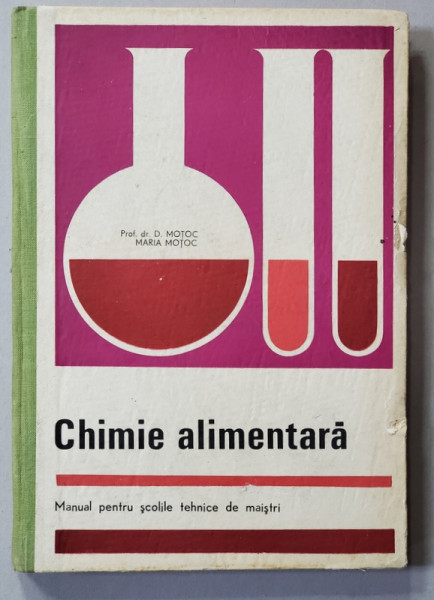 Prof. dr. D. MOȚOC
MARIA MOȚOC
Chimie alimentară
Manual pentru școlile tehnice de maiștri